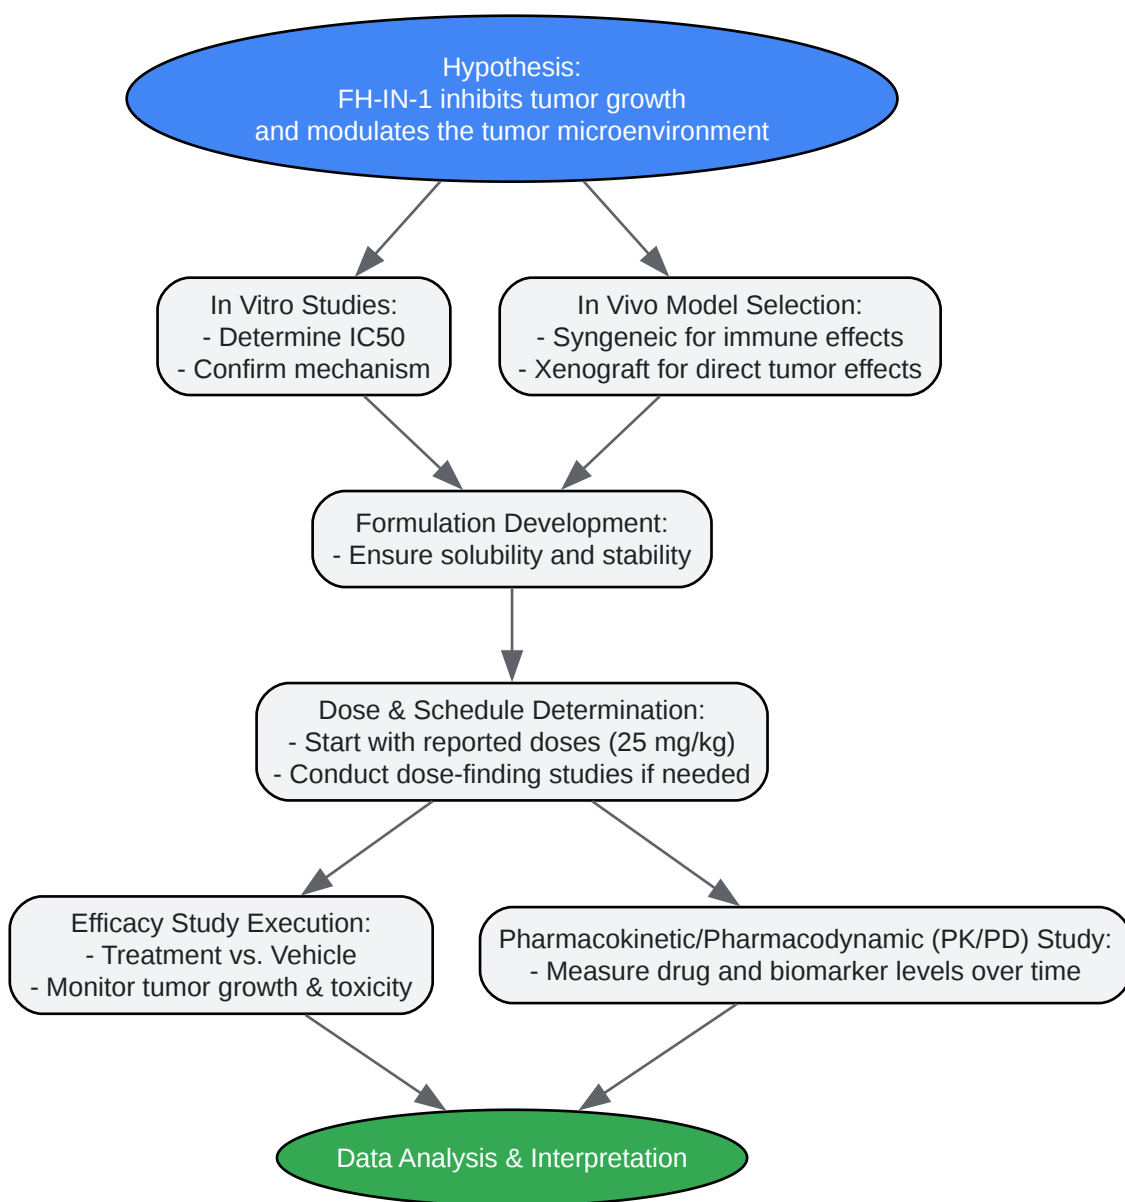 Hypothesis:
FH-IN-1 inhibits tumor growth
and modulates the tumor microenvironment
In Vitro Studies:
- Determine IC50
- Confirm mechanism
In Vivo Model Selection:
- Syngeneic for immune effects
- Xenograft for direct tumor effects
Formulation Development:
- Ensure solubility and stability
Dose & Schedule Determination:
- Start with reported doses (25 mg/kg)
- Conduct dose-finding studies if needed
Efficacy Study Execution:
- Treatment vs. Vehicle
- Monitor tumor growth & toxicity
Pharmacokinetic/Pharmacodynamic (PK/PD) Study:
- Measure drug and biomarker levels over time
Data Analysis & Interpretation